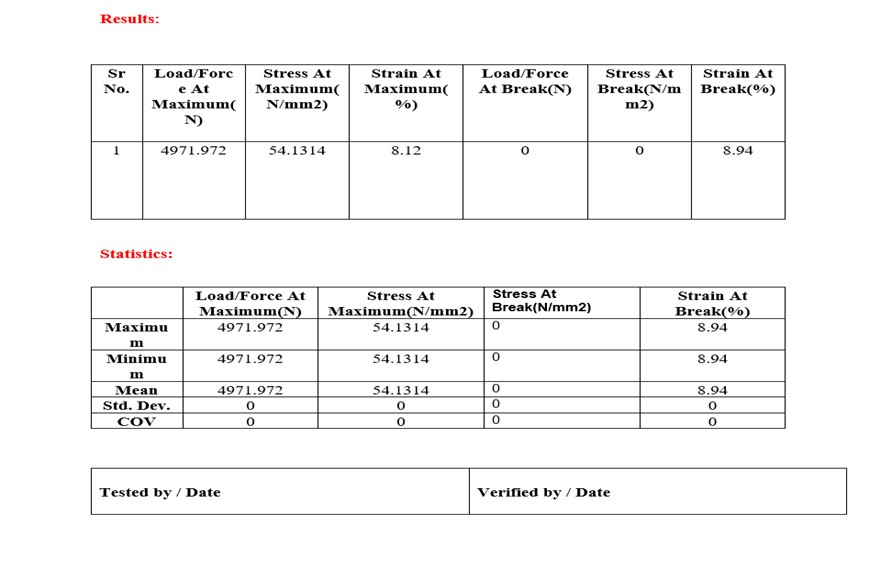 Results:
Sr Load/Forc Stress At Strain At Load/Force Stress At Strain At
No. e At Maximum( Maximum( At Break(N) Break(N/m Break(%)
Maximum( N/mm2) %) m2)
N)
1 4971.972 54.1314 8.12 0 0 8.94
Statistics:
Load/Force At Stress At Stress At Strain At
Maximum(N) Maximum(N/mm2) Break(N/mm2) Break(%)
Maximu 4971.972 54.1314 0 8.94
m
Minimu 4971.972 54.1314 0 8.94
m
Mean 4971.972 54.1314 0 8.94
Std. Dev. 0 0 0 0
COV 0 0 0 0
Tested by / Date Verified by / Date